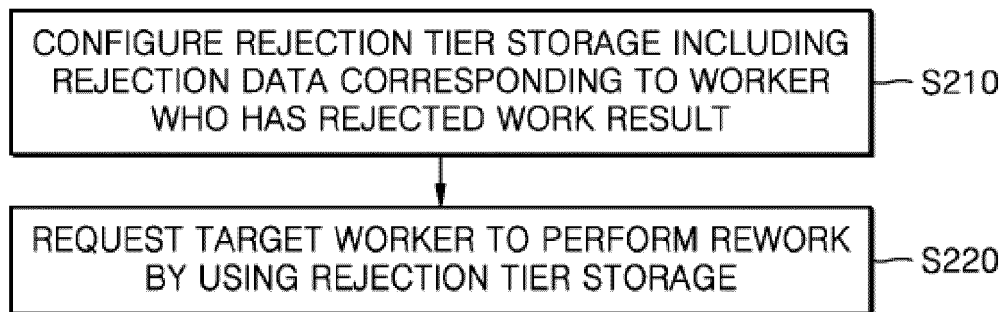 CONFIGURE REJECTION TIER STORAGE INCLUDING
REJECTION DATA CORRESPONDING TO WORKER
WHO HAS REJECTED WORK RESULT
S210
REQUEST TARGET WORKER TO PERFORM REWORK
BY USING REJECTION TIER STORAGE
S220